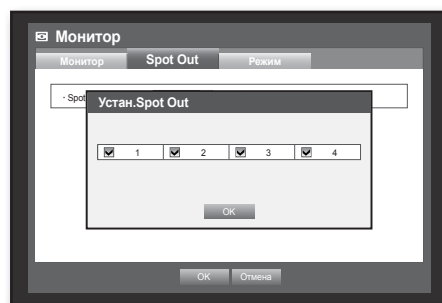 Монитор
Монитор Spot Out Режим
· Spot
Устан.Spot Out
1 2 3 4
OK
OK Отмена